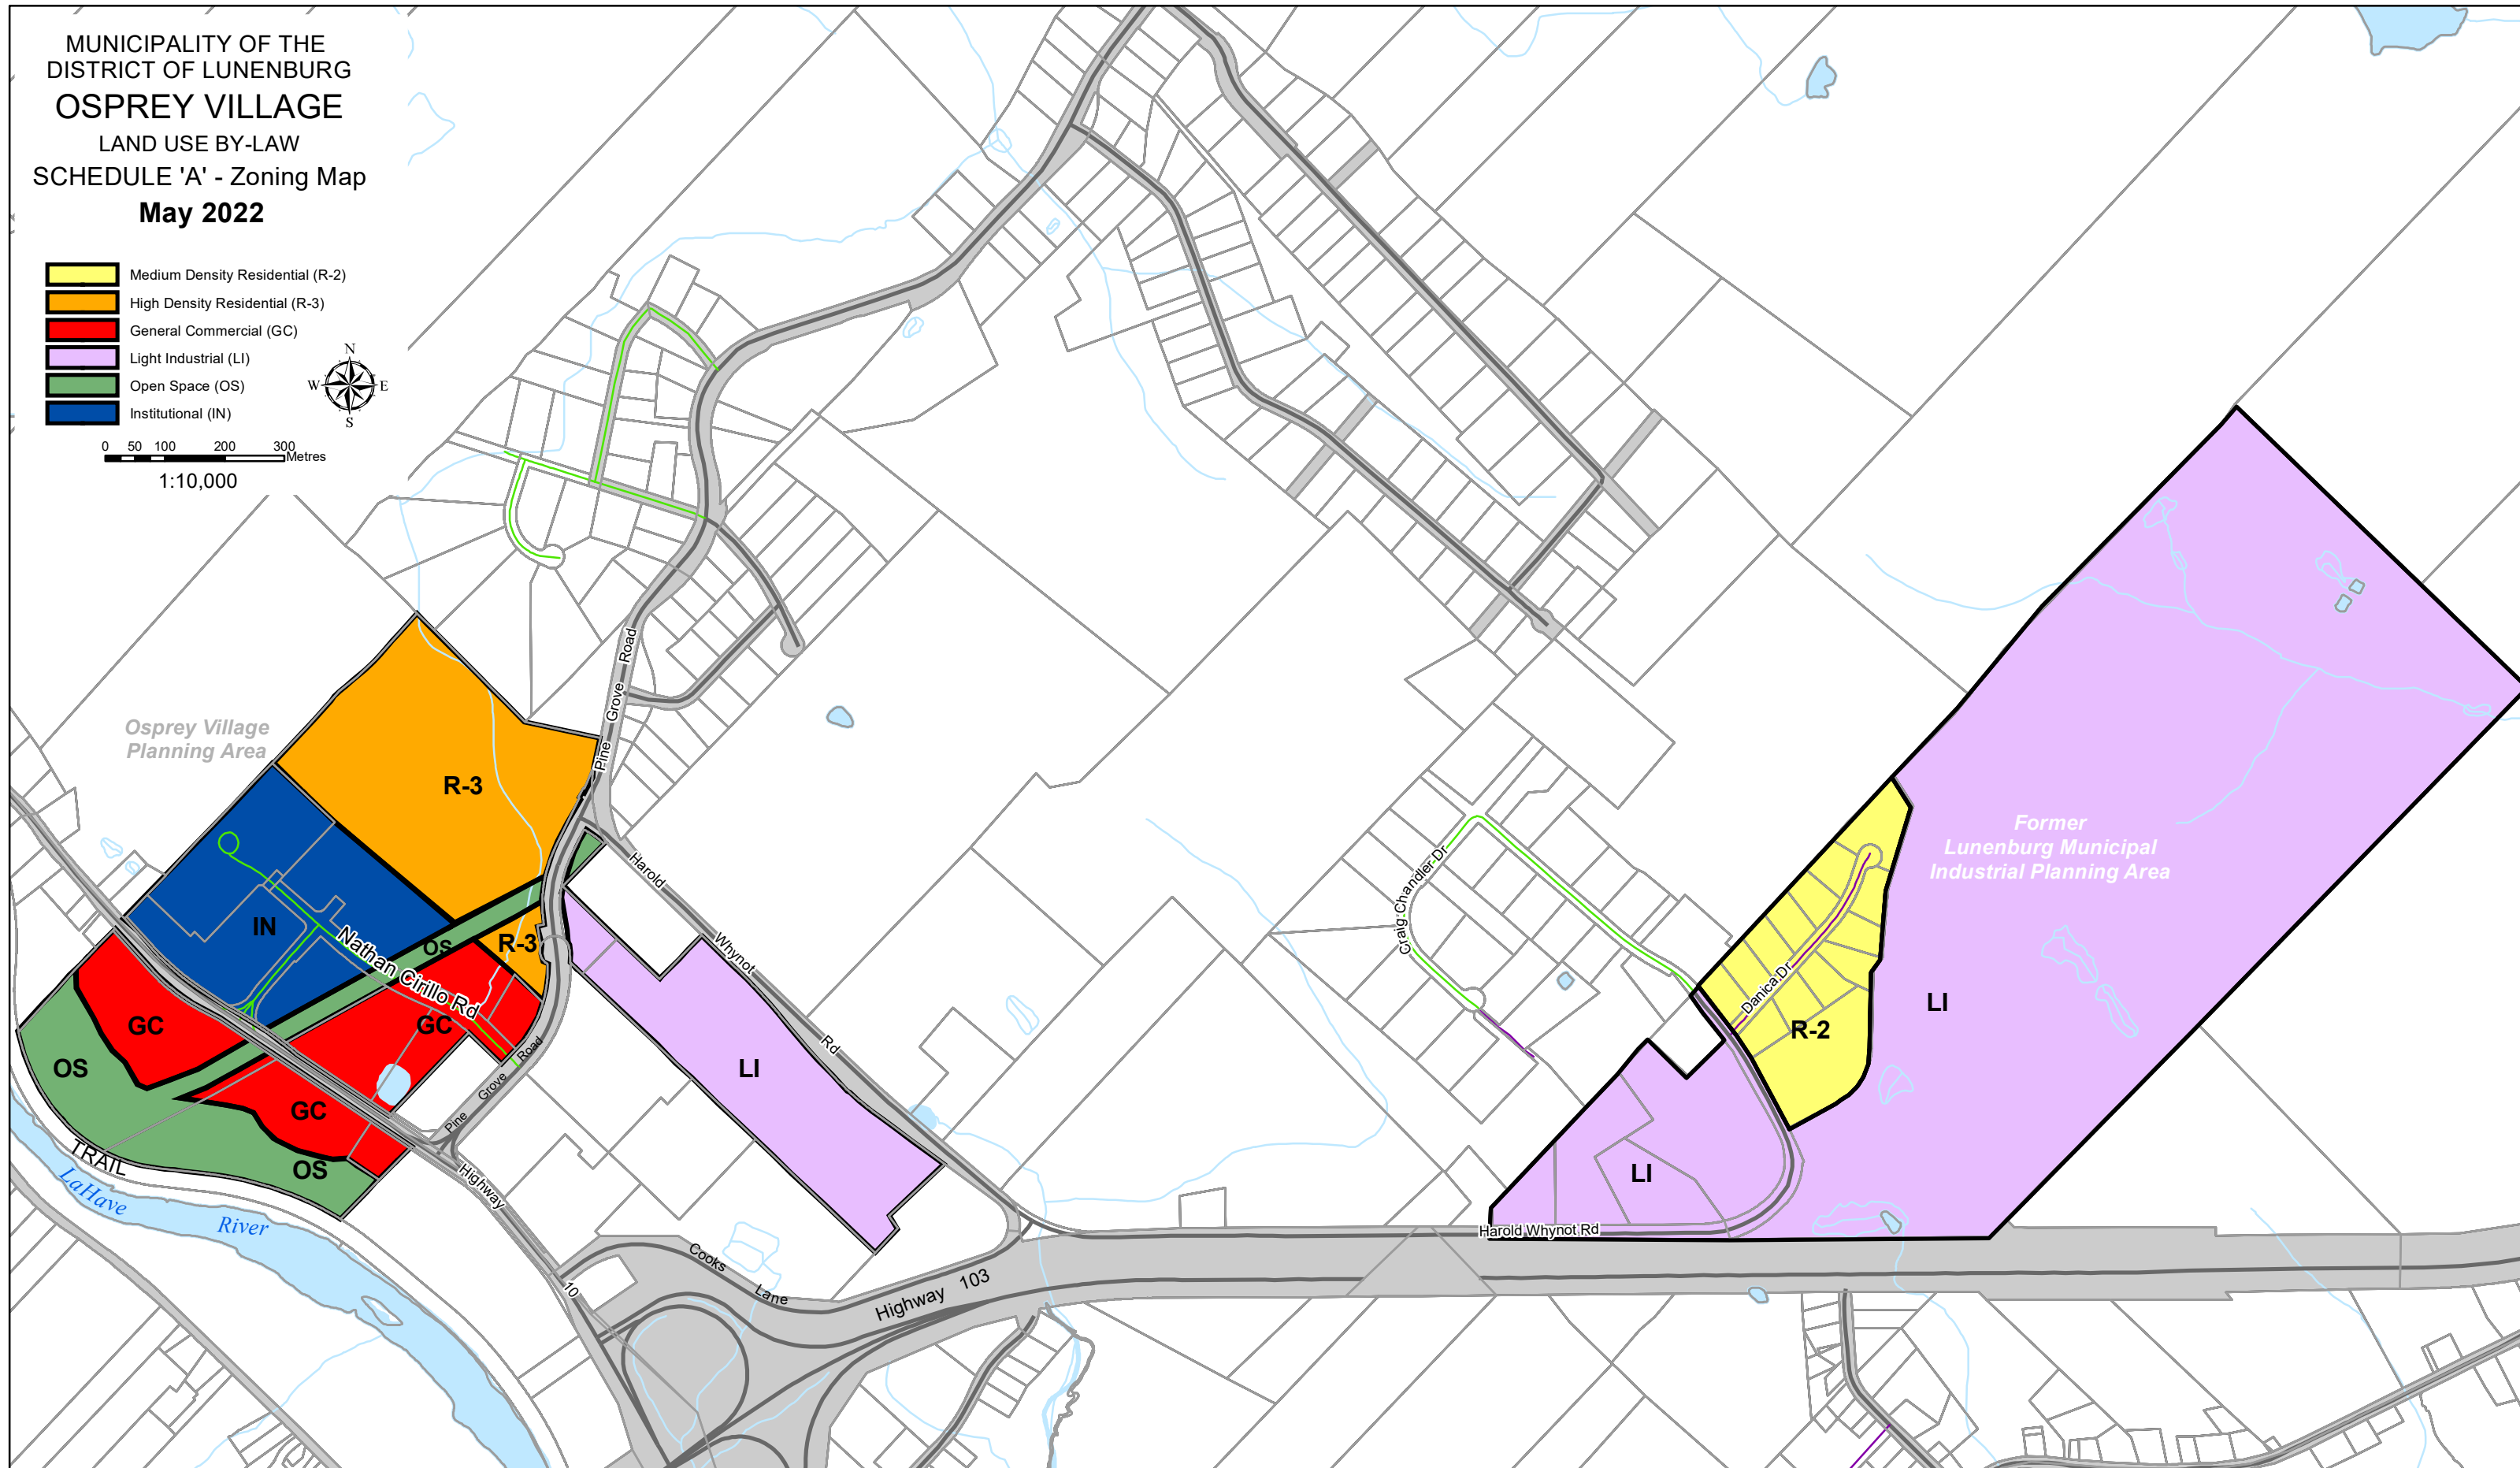 MUNICIPALITY OF THE
DISTRICT OF LUNENBURG
OSPREY VILLAGE
LAND USE BY-LAW
SCHEDULE 'A' - Zoning Map
May 2022
Medium Density Residential (R-2)
High Density Residential (R-3)
General Commercial (GC)
Light Industrial (LI)
Open Space (OS)
Institutional (IN)
N
W E
S
0 50 100 200 300
Metres
1:10,000
Osprey Village
Planning Area
Pine Grove Road
R-3
Harold Whynot Rd
IN
OS
R-3
Nathan Cirillo Rd
GC
GC
OS
GC
OS
Pine Grove Road
LI
TRAIL
LaHave River
Highway 10
Cooks Lane
Highway 103
Craig Chandler Dr
Danica Dr
R-2
LI
LI
Harold Whynot Rd
Former
Lunenburg Municipal
Industrial Planning Area